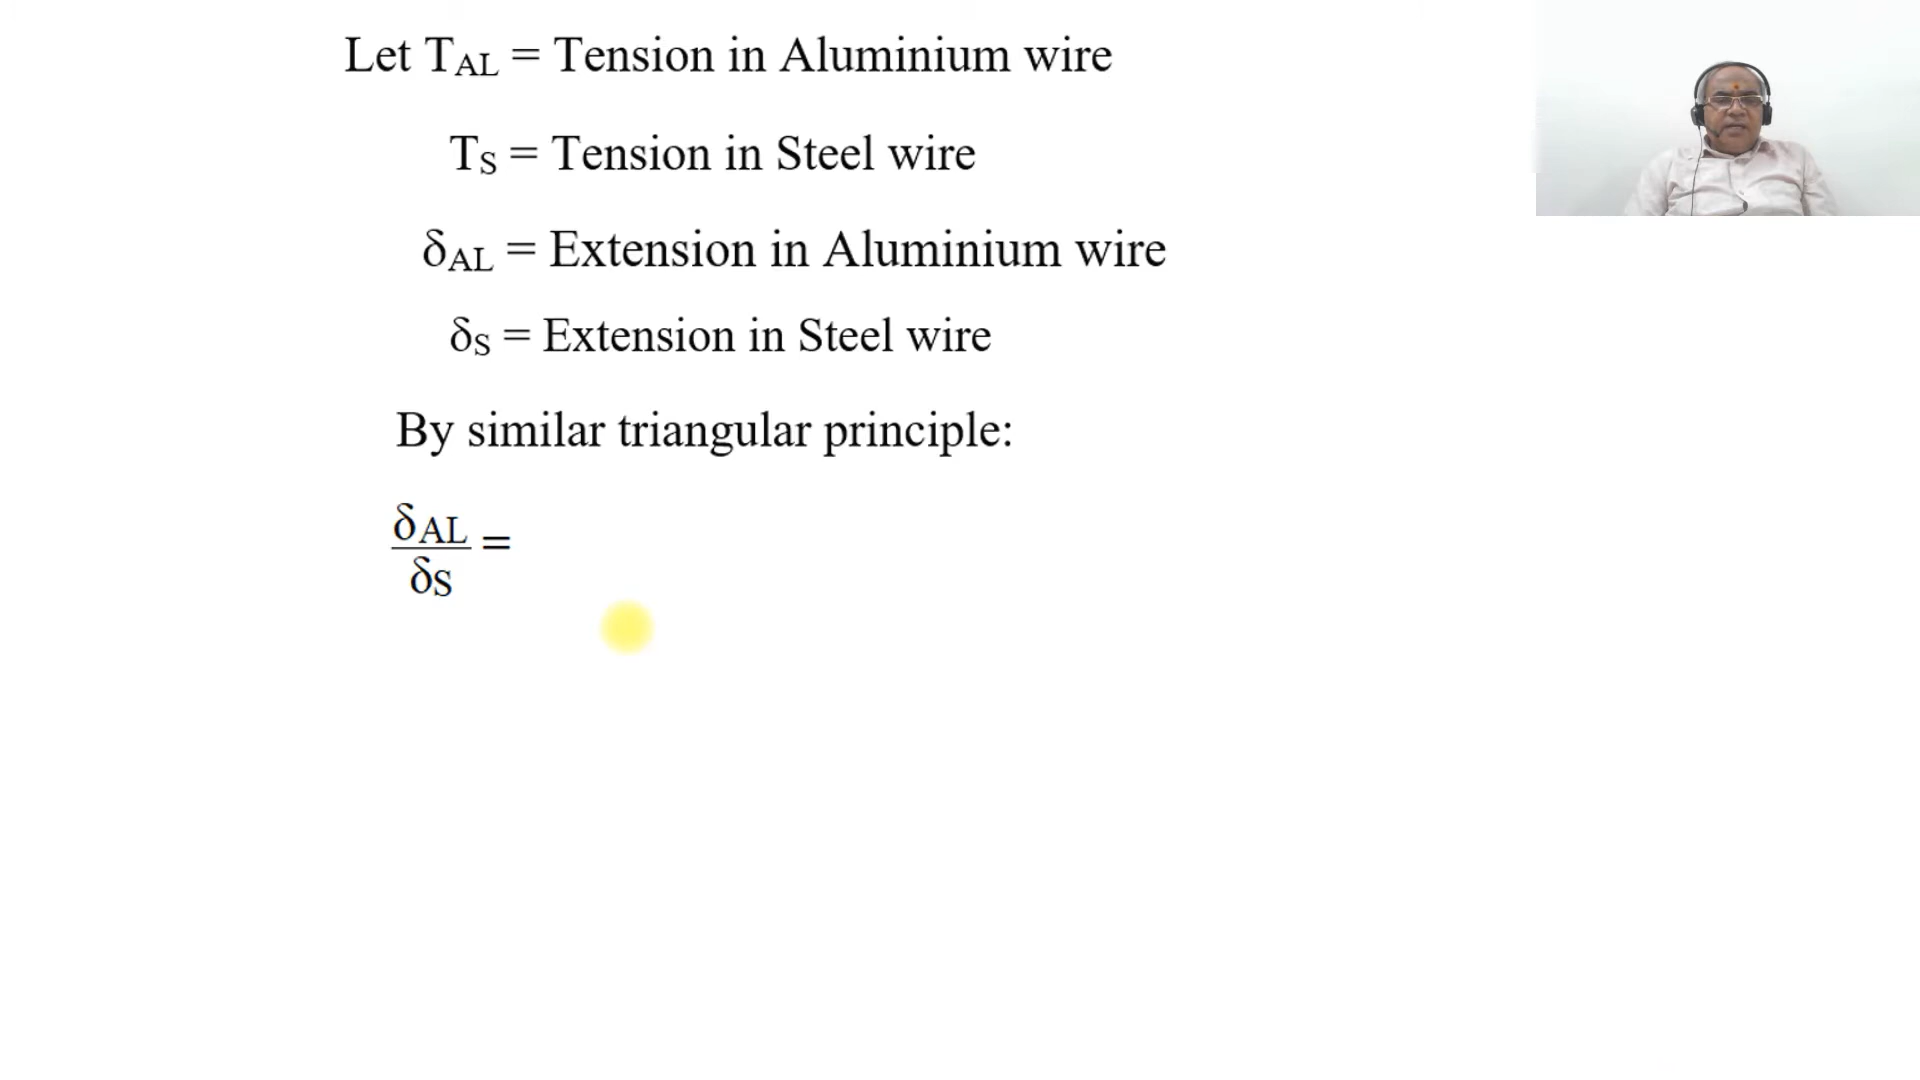 Let TAL = Tension in Aluminium wire
TS = Tension in Steel wire
δAL = Extension in Aluminium wire
δS = Extension in Steel wire
By similar triangular principle:
δAL
δS =